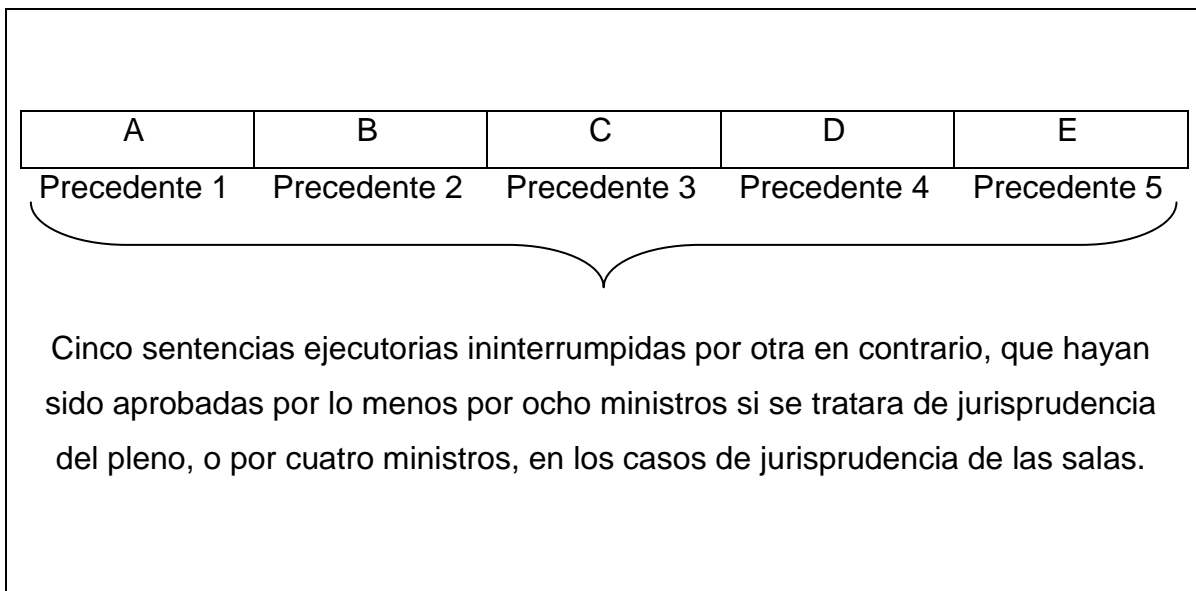 A B C D E
Precedente 1 Precedente 2 Precedente 3 Precedente 4 Precedente 5
Cinco sentencias ejecutorias ininterrumpidas por otra en contrario, que hayan
sido aprobadas por lo menos por ocho ministros si se tratara de jurisprudencia
del pleno, o por cuatro ministros, en los casos de jurisprudencia de las salas.